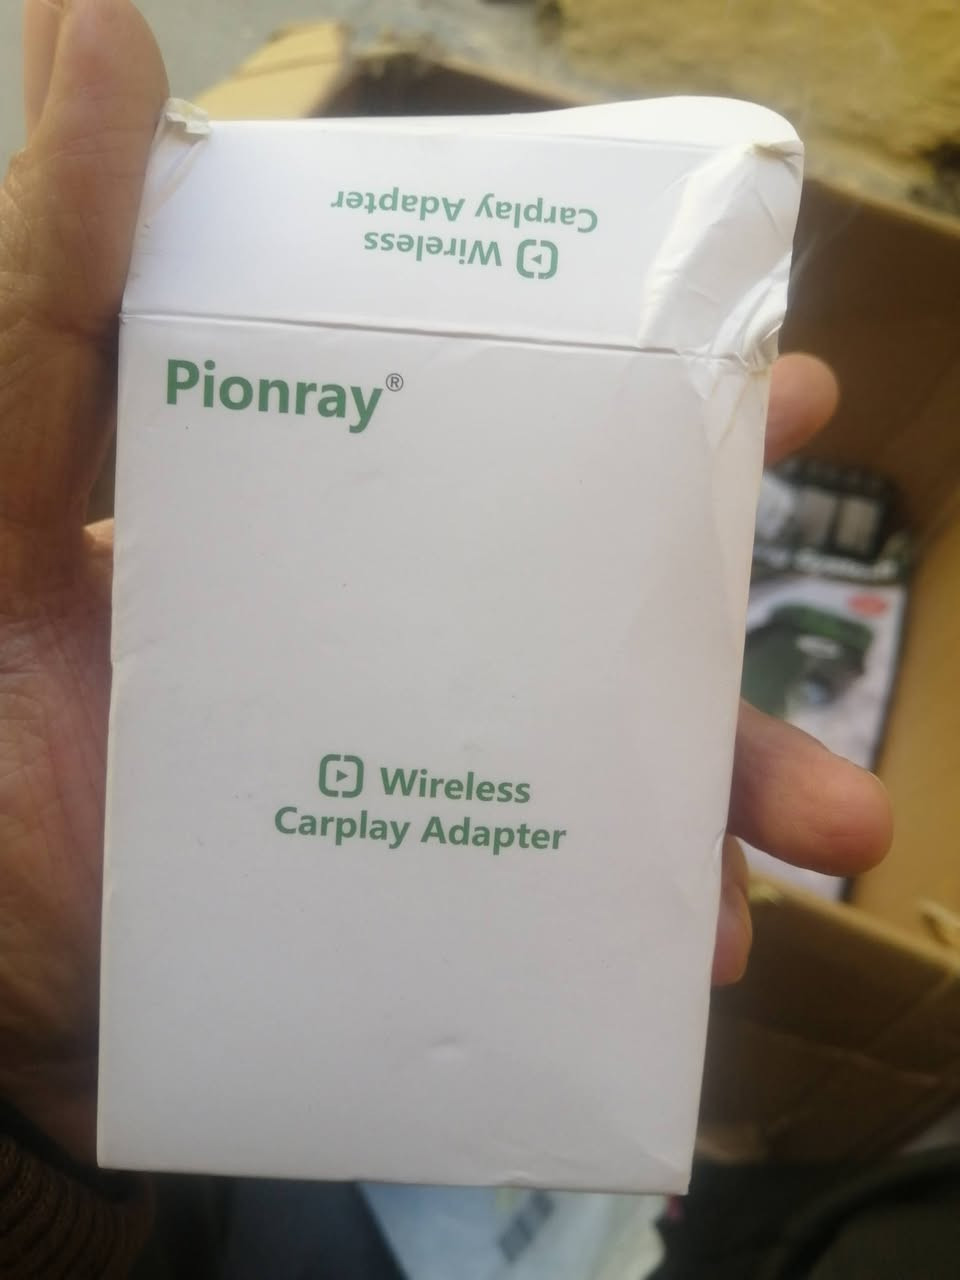 Wireless
Carplay Adapter
Pionray®
Wireless
Carplay Adapter